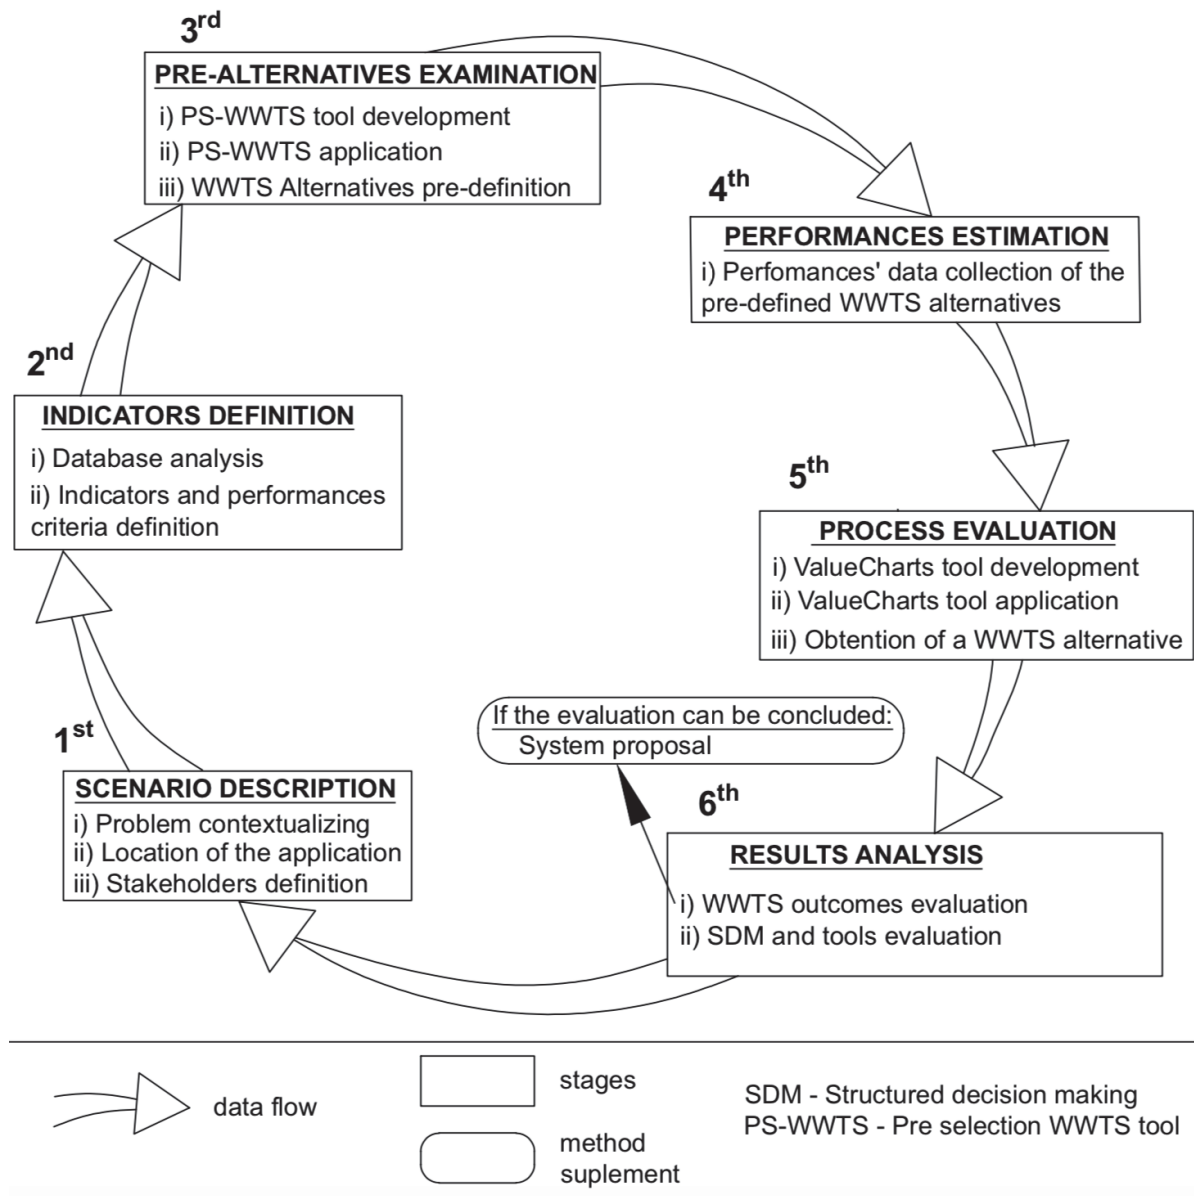 3rd
PRE-ALTERNATIVES EXAMINATION
i) PS-WWTS tool development
ii) PS-WWTS application
iii) WWTS Alternatives pre-definition
4th
PERFORMANCES ESTIMATION
i) Perfomances' data collection of the
pre-defined WWTS alternatives
2nd
INDICATORS DEFINITION
i) Database analysis
ii) Indicators and performances
criteria definition
5th
PROCESS EVALUATION
i) ValueCharts tool development
ii) ValueCharts tool application
iii) Obtention of a WWTS alternative
If the evaluation can be concluded:
System proposal
1st
SCENARIO DESCRIPTION
i) Problem contextualizing
ii) Location of the application
iii) Stakeholders definition
6th
RESULTS ANALYSIS
i) WWTS outcomes evaluation
ii) SDM and tools evaluation
data flow
stages
method
suplement
SDM - Structured decision making
PS-WWTS - Pre selection WWTS tool